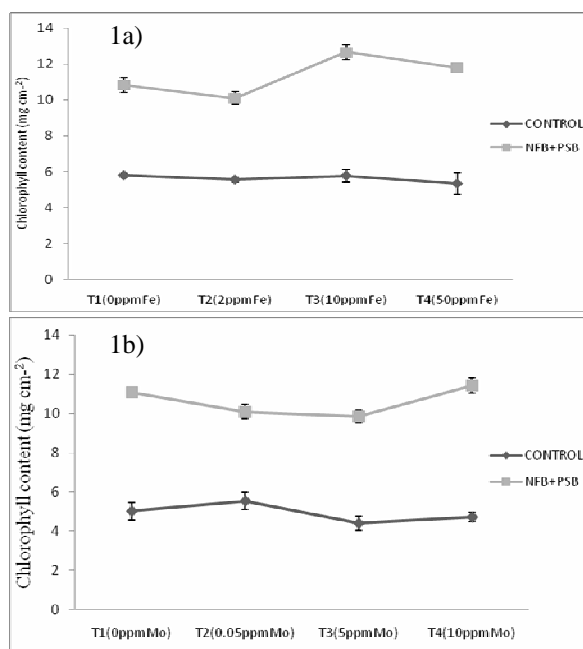 1a)
Chlorophyll content (mg cm-2)
14
12
10
8
6
4
2
0
T1(0ppmFe) T2(2ppmFe) T3(10ppmFe) T4(50ppmFe)
CONTROL
NFB+PSB
1b)
Chlorophyll content (mg cm-2)
14
12
10
8
6
4
2
0
T1(0ppmMo) T2(0.05ppmMo) T3(5ppmMo) T4(10ppmMo)
CONTROL
NFB+PSB